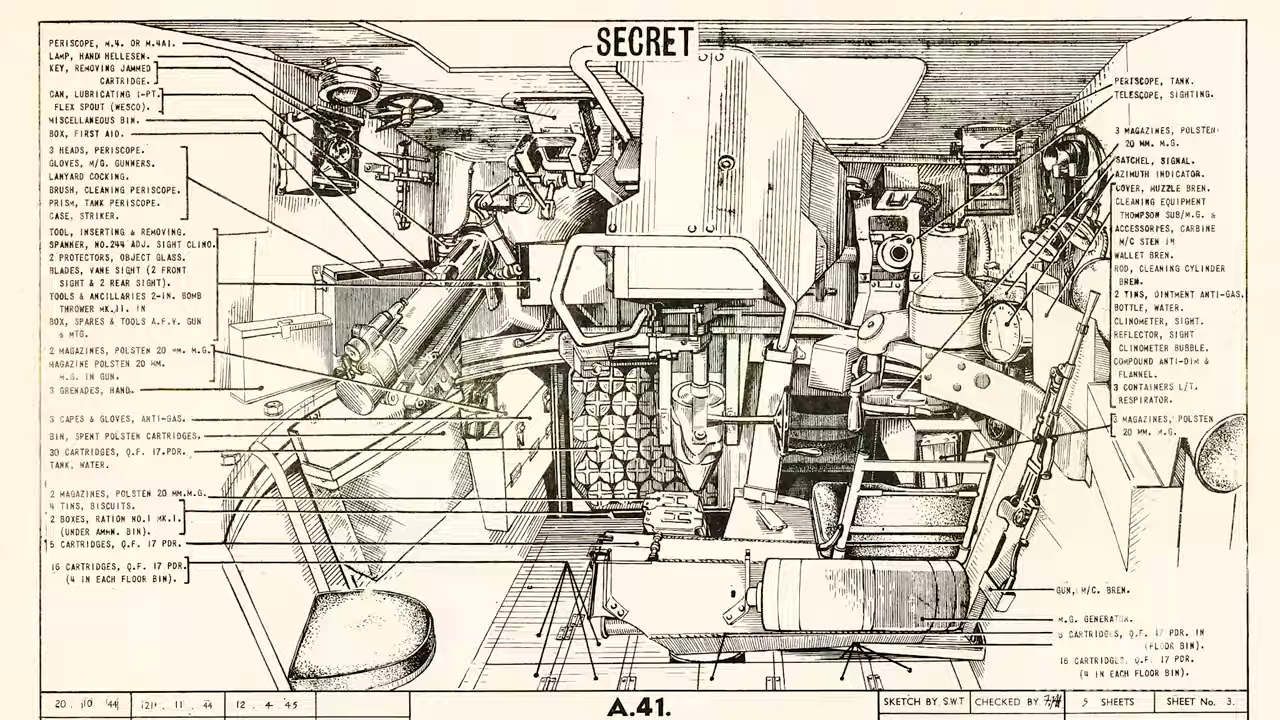 SECRET
PERISCOPE, M.4. OR M.4A1.
LAMP, HAND HELLESEN.
KEY, REMOVING JAMMED
CARTRIDGE.
CAN, LUBRICATING 1-PT.
FLEX SPOUT (WESCO).
MISCELLANEOUS BIN.
BOX, FIRST AID.
3 HEADS, PERISCOPE.
GLOVES, M/G. GUNNERS.
LANYARD COCKING.
BRUSH, CLEANING PERISCOPE.
PRISM, TANK PERISCOPE.
CASE, STRIKER.
TOOL, INSERTING & REMOVING.
SPANNER, NO.244 ADJ. SIGHT CLINO.
2 PROTECTORS, OBJECT GLASS.
BLADES, VANE SIGHT (2 FRONT
SIGHT & 2 REAR SIGHT).
TOOLS & ANCILLARIES 2-IN. BOMB
THROWER MK.II. IN
BOX, SPARES & TOOLS A.F.V. GUN
& MTG.
2 MAGAZINES, POLSTEN 20 MM. M.G.
MAGAZINE POLSTEN 20 MM.
M.G. IN GUN.
3 GRENADES, HAND.
3 CAPES & GLOVES, ANTI-GAS.
BIN, SPENT POLSTEN CARTRIDGES.
30 CARTRIDGES, Q.F. 17-PDR.
TANK, WATER.
2 MAGAZINES, POLSTEN 20 MM.M.G.
4 TINS, BISCUITS.
2 BOXES, RATION NO.1 MK.1.
(UNDER AMMN. BIN).
5 CARTRIDGES, Q.F. 17 PDR.
16 CARTRIDGES, Q.F. 17 PDR.
(4 IN EACH FLOOR BIN).
PERISCOPE, TANK.
TELESCOPE, SIGHTING.
3 MAGAZINES, POLSTEN
20 MM. M.G.
SATCHEL, SIGNAL.
AZIMUTH INDICATOR.
COVER, MUZZLE BREN.
CLEANING EQUIPMENT
THOMPSON SUB/M.G. &
ACCESSORIES, CARBINE
M/C STEN IN
WALLET BREN.
ROD, CLEANING CYLINDER
BREN.
2 TINS, OINTMENT ANTI-GAS.
BOTTLE, WATER.
CLINOMETER, SIGHT.
REFLECTOR, SIGHT
CLINOMETER BUBBLE.
COMPOUND ANTI-DIM &
FLANNEL.
3 CONTAINERS L/T.
RESPIRATOR.
3 MAGAZINES, POLSTEN
20 MM. M.G.
GUN, M/C. BREN.
M.G. GENERATOR.
CARTRIDGES, Q.F. 17 PDR. IN
(FLOOR BIN).
16 CARTRIDGES. Q.F. 17 PDR.
(4 IN EACH FLOOR BIN).
20 . 10 44
11 . 44
12 . 4 . 45
A.41.
SKETCH BY S.W.T
CHECKED BY
5 SHEETS
SHEET No. 3.